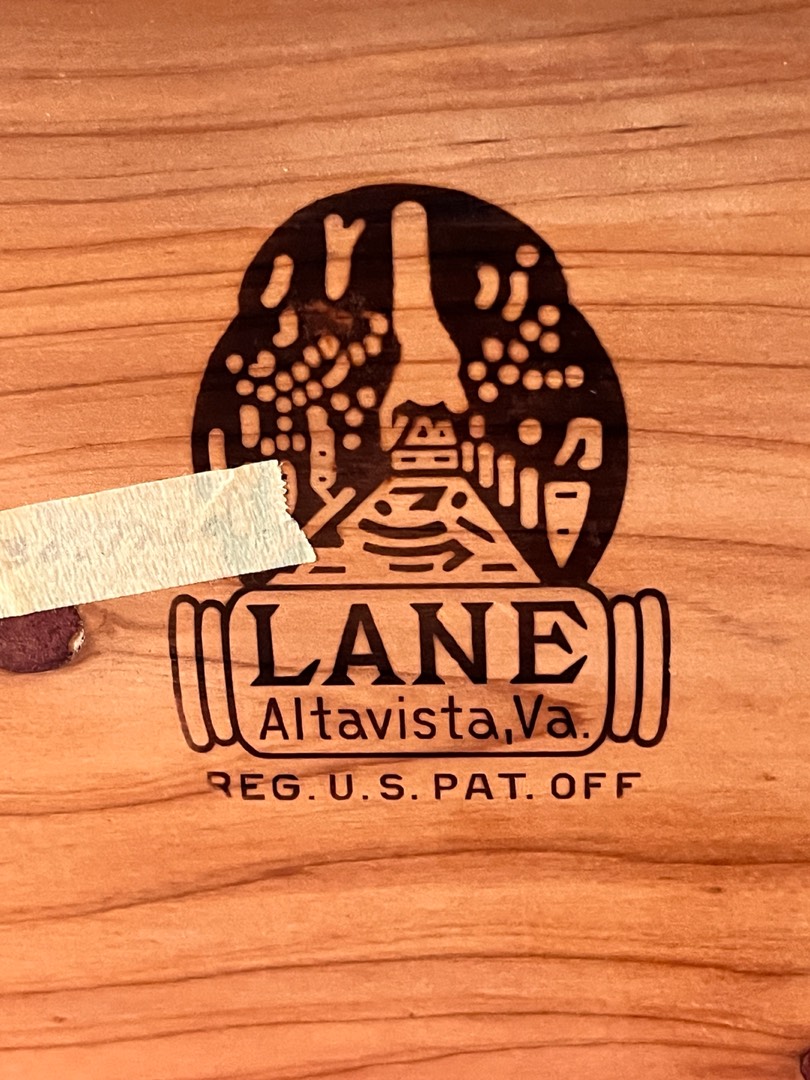 LANE
Altavista, Va.
REG. U.S. PAT. OFF